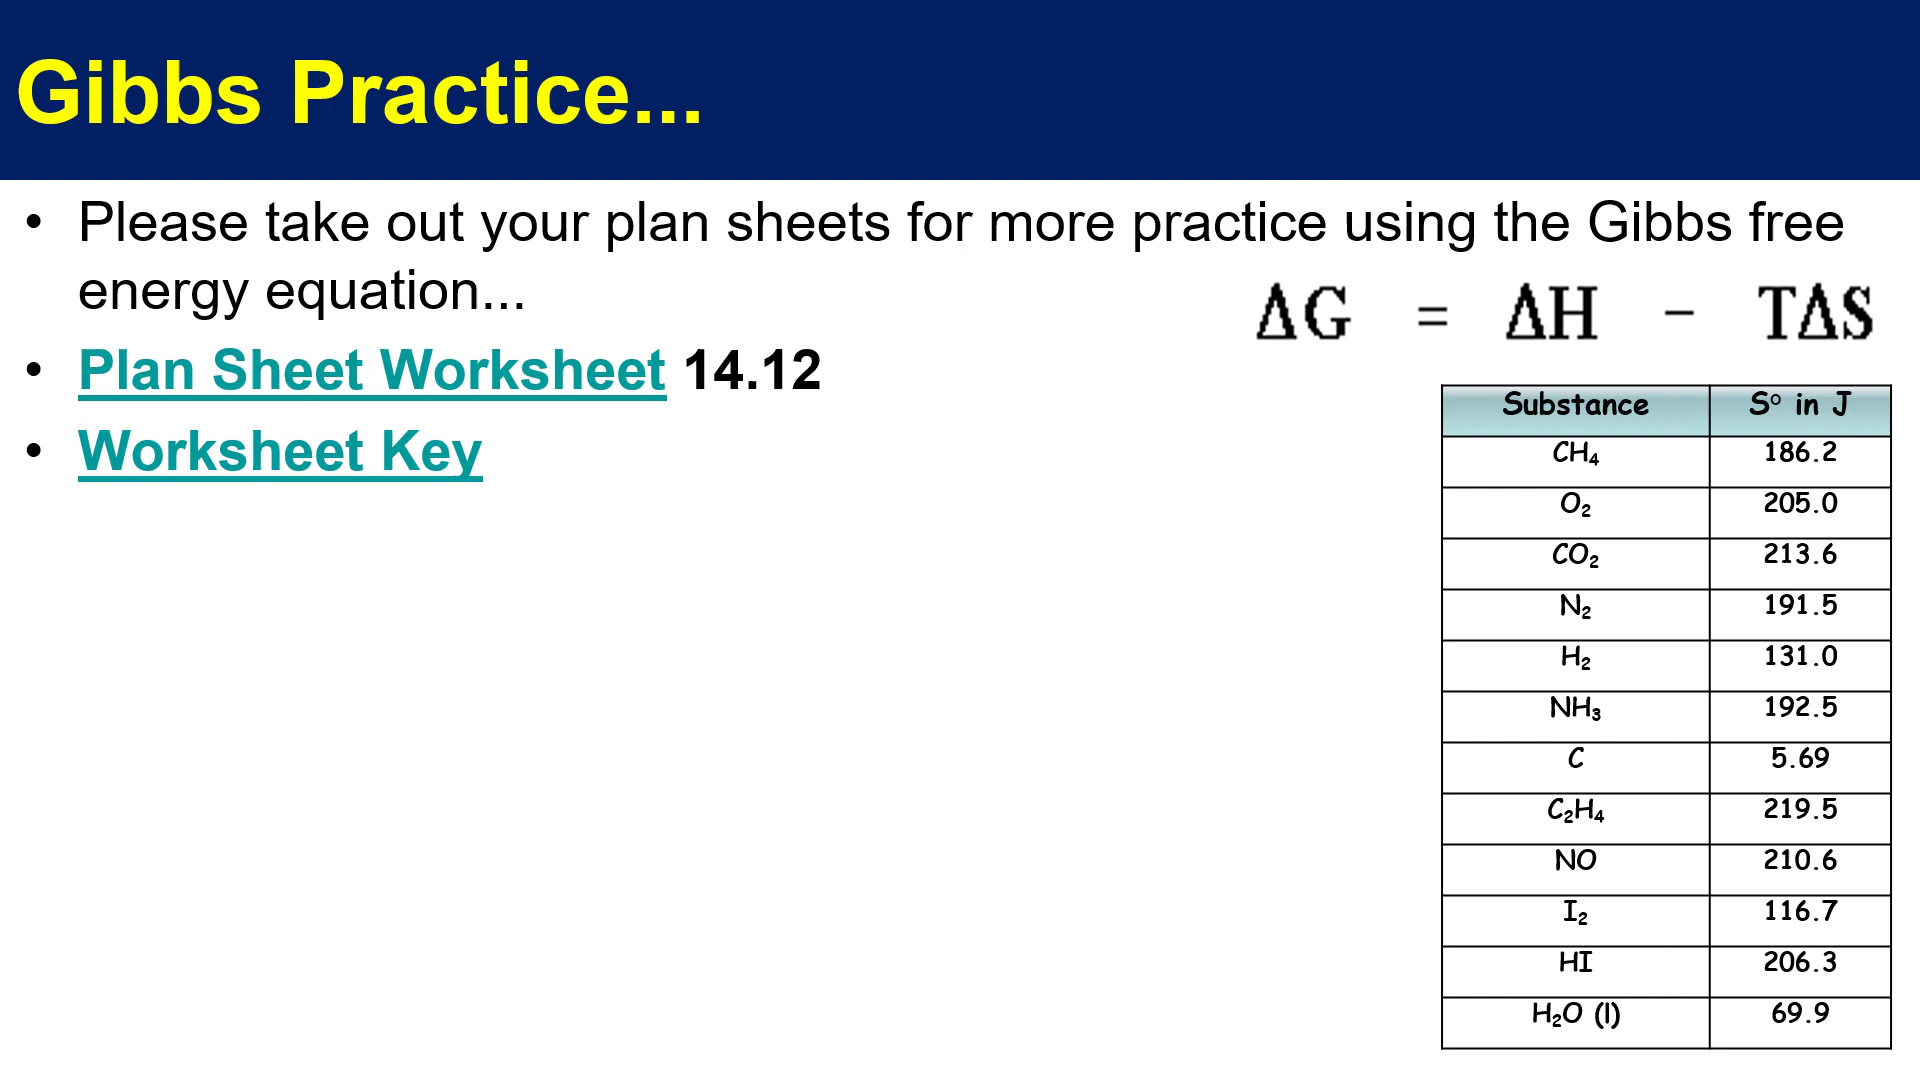 Gibbs Practice...
• Please take out your plan sheets for more practice using the Gibbs free
energy equation...
ΔG = ΔH − TΔS
• Plan Sheet Worksheet 14.12
• Worksheet Key
Substance S° in J
CH₄ 186.2
O₂ 205.0
CO₂ 213.6
N₂ 191.5
H₂ 131.0
NH₃ 192.5
C 5.69
C₂H₄ 219.5
NO 210.6
I₂ 116.7
HI 206.3
H₂O (l) 69.9